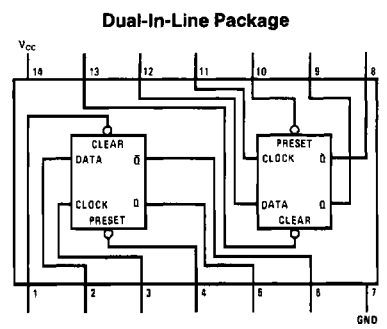 Dual-In-Line Package
VCC
14 13 12 11 10 9 8
CLEAR
DATA Q̅
CLOCK Q
PRESET
PRESET
CLOCK Q̅
DATA Q
CLEAR
1 2 3 4 5 6 7
GND